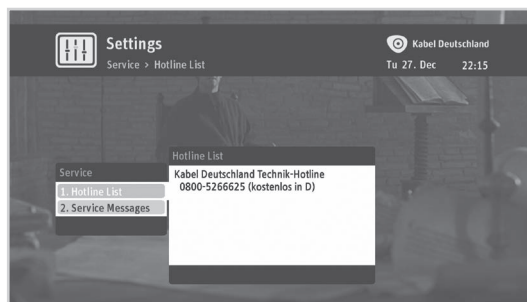 Settings
Service > Hotline List
Kabel Deutschland
Tu 27. Dec 22:15
Service
1. Hotline List
2. Service Messages
Hotline List
Kabel Deutschland Technik-Hotline
0800-5266625 (kostenlos in D)